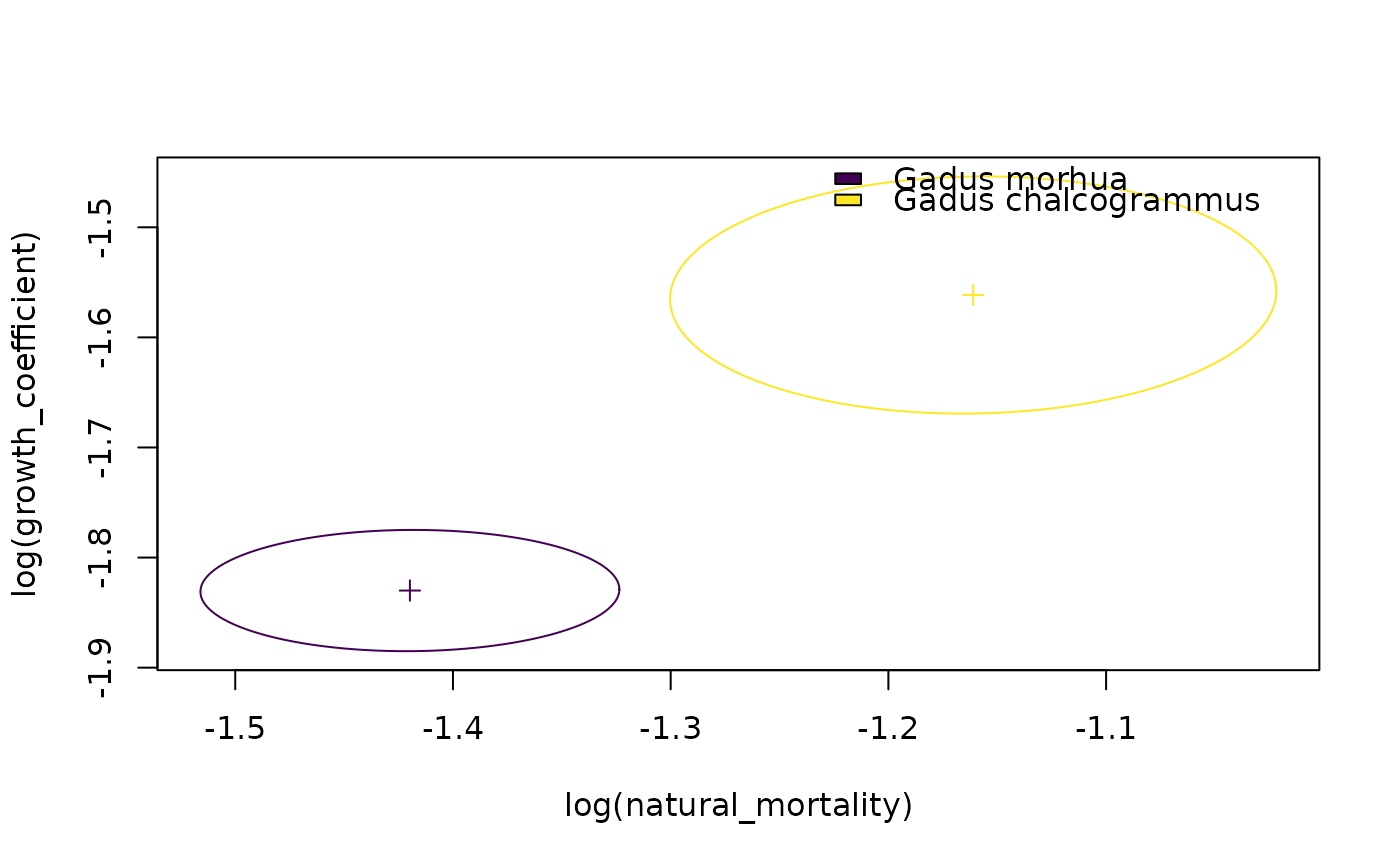 Gadus morhua
Gadus chalcogrammus
log(growth_coefficient)
-1.5
-1.6
-1.7
-1.8
-1.9
-1.5 -1.4 -1.3 -1.2 -1.1
log(natural_mortality)